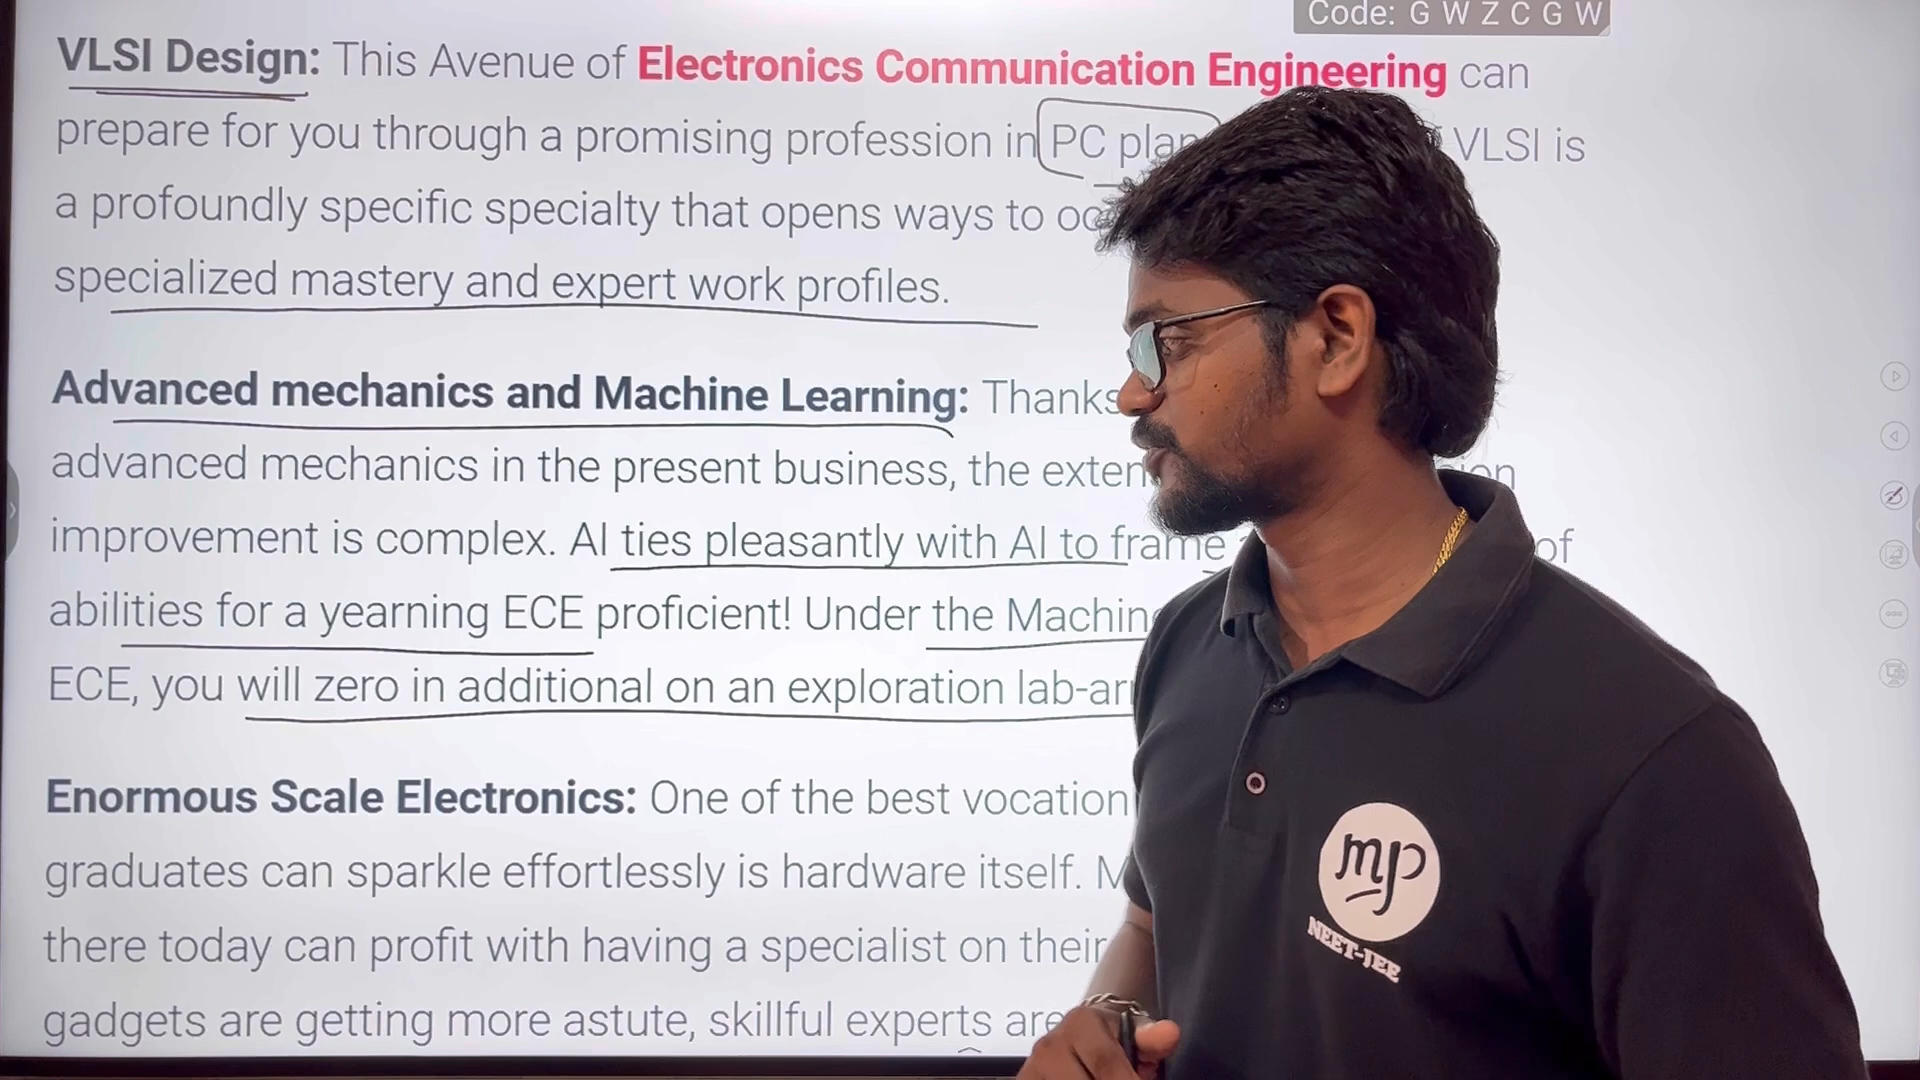 Code: G W Z C G W
VLSI Design: This Avenue of Electronics Communication Engineering can
prepare for you through a promising profession in PC plan VLSI is
a profoundly specific specialty that opens ways to
specialized mastery and expert work profiles.
Advanced mechanics and Machine Learning: Thanks
advanced mechanics in the present business, the
improvement is complex. AI ties pleasantly with AI to frame of
abilities for a yearning ECE proficient! Under the
ECE, you will zero in additional on an exploration
Enormous Scale Electronics: One of the best vocation
graduates can sparkle effortlessly is hardware itself.
there today can profit with having a specialist on their
gadgets are getting more astute, skillful experts are
mp
NEET-JEE